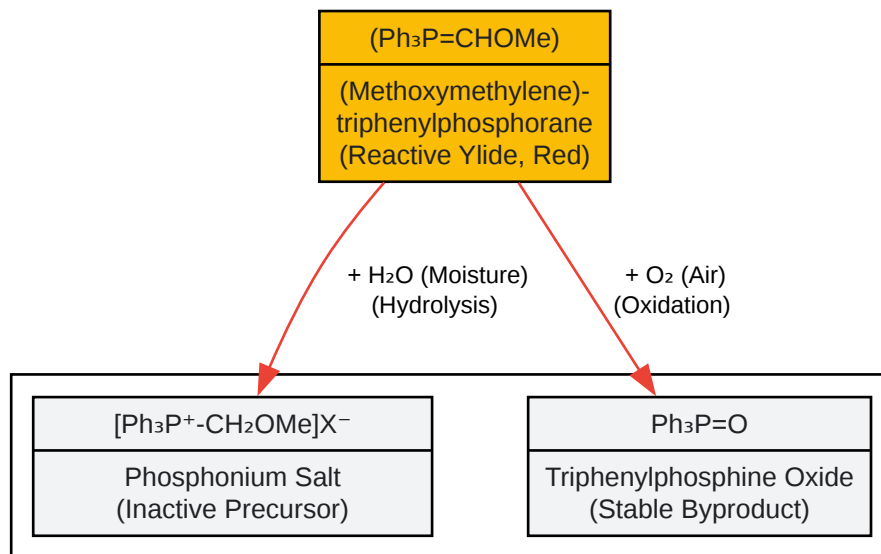 (Ph₃P=CHOMe)
(Methoxymethylene)-
triphenylphosphorane
(Reactive Ylide, Red)
+ H₂O (Moisture)
(Hydrolysis)
+ O₂ (Air)
(Oxidation)
[Ph₃P⁺-CH₂OMe]X⁻
Phosphonium Salt
(Inactive Precursor)
Ph₃P=O
Triphenylphosphine Oxide
(Stable Byproduct)